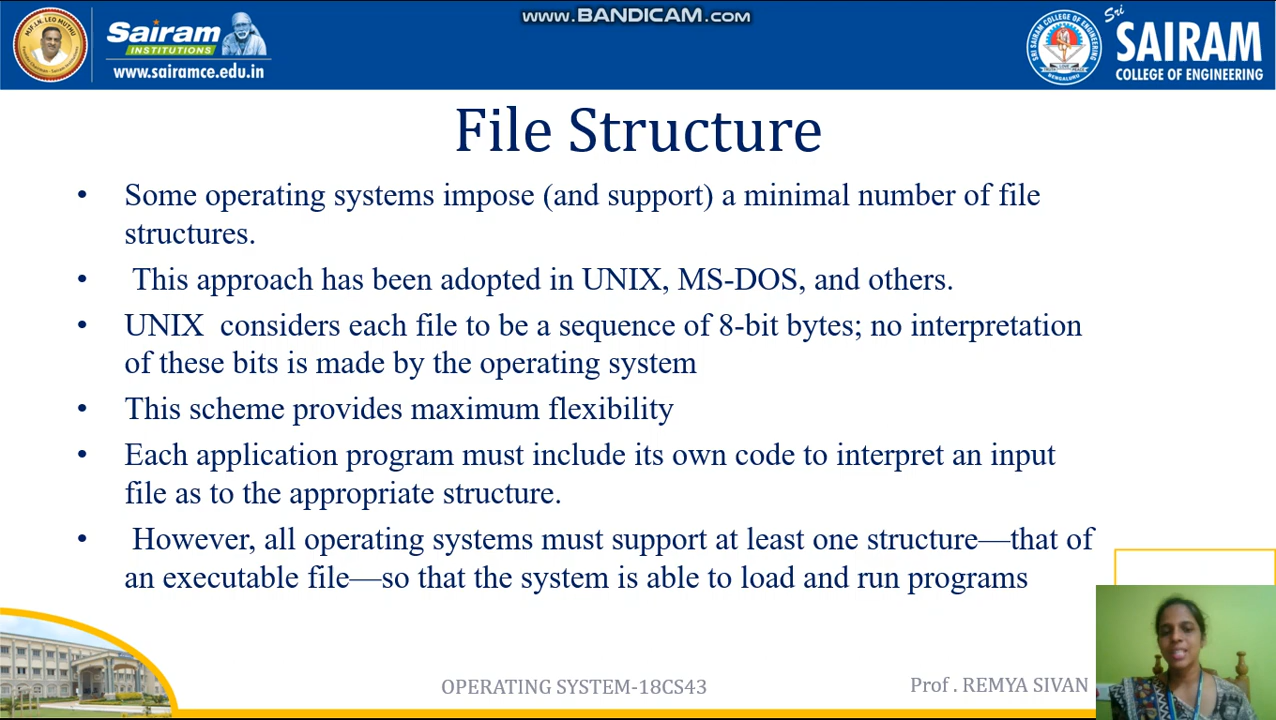 www.BANDICAM.com
Sairam
INSTITUTIONS
www.sairamce.edu.in
Sri
SAIRAM
COLLEGE OF ENGINEERING
File Structure
• Some operating systems impose (and support) a minimal number of file
structures.
• This approach has been adopted in UNIX, MS-DOS, and others.
• UNIX considers each file to be a sequence of 8-bit bytes; no interpretation
of these bits is made by the operating system
• This scheme provides maximum flexibility
• Each application program must include its own code to interpret an input
file as to the appropriate structure.
• However, all operating systems must support at least one structure—that of
an executable file—so that the system is able to load and run programs
OPERATING SYSTEM-18CS43
Prof . REMYA SIVAN